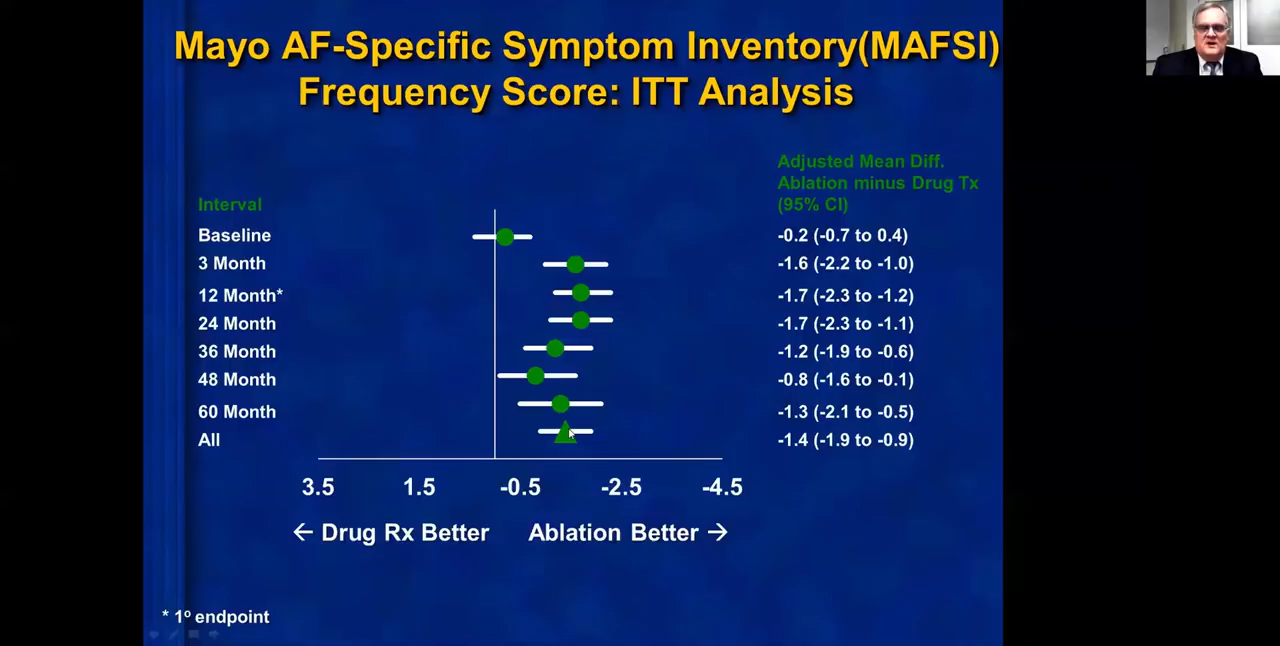 Mayo AF-Specific Symptom Inventory(MAFSI)
Frequency Score: ITT Analysis
Adjusted Mean Diff.
Ablation minus Drug Tx
(95% CI)
Interval
Baseline -0.2 (-0.7 to 0.4)
3 Month -1.6 (-2.2 to -1.0)
12 Month* -1.7 (-2.3 to -1.2)
24 Month -1.7 (-2.3 to -1.1)
36 Month -1.2 (-1.9 to -0.6)
48 Month -0.8 (-1.6 to -0.1)
60 Month -1.3 (-2.1 to -0.5)
All -1.4 (-1.9 to -0.9)
3.5 1.5 -0.5 -2.5 -4.5
← Drug Rx Better Ablation Better →
* 1º endpoint